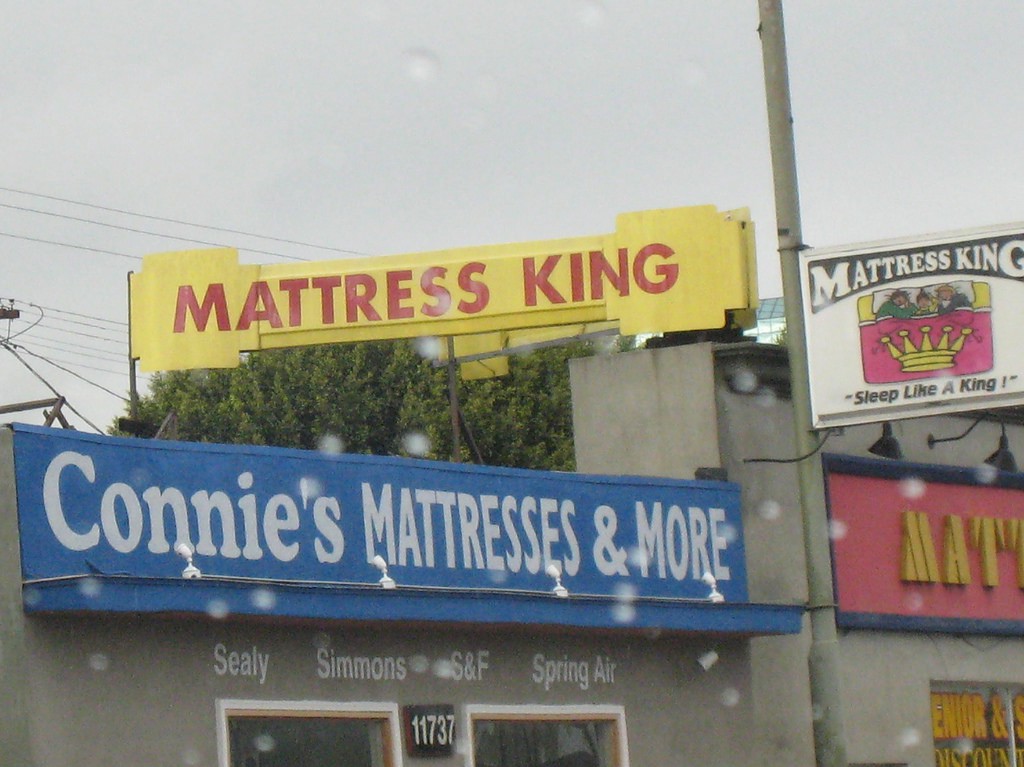 MATTRESS KING
MATTRESS KING
"Sleep Like A King!"
Connie's MATTRESSES & MORE
Sealy Simmons S&F Spring Air
11737